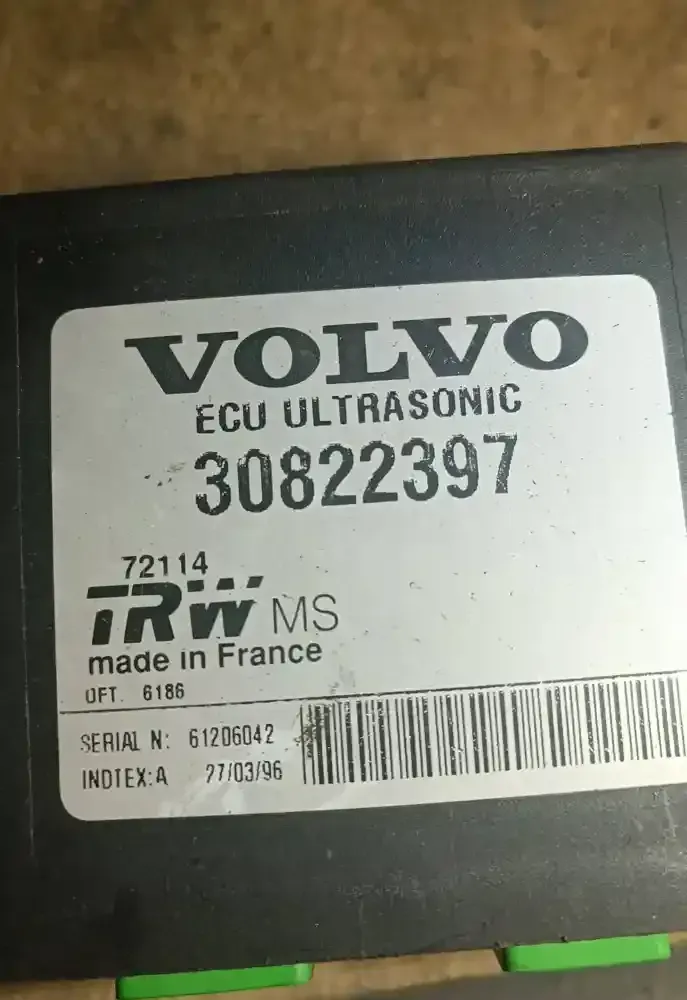 VOLVO
ECU ULTRASONIC
30822397
72114
TRW MS
made in France
OFT. 6186
SERIAL N: 61206042
INDTEX:A 27/03/96